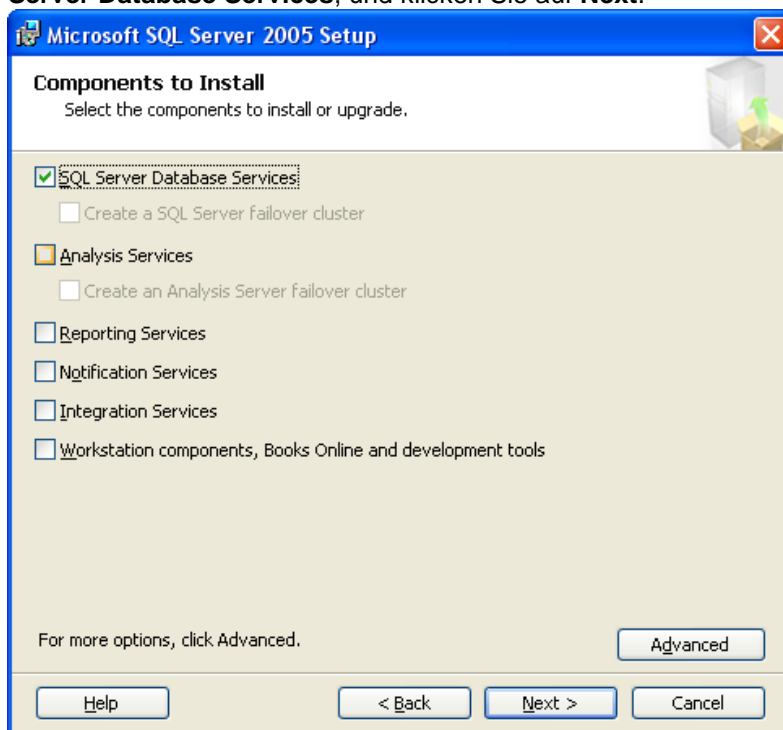 Server Database Services, und klicken Sie auf Next.
Microsoft SQL Server 2005 Setup
Components to Install
Select the components to install or upgrade.
SQL Server Database Services
Create a SQL Server failover cluster
Analysis Services
Create an Analysis Server failover cluster
Reporting Services
Notification Services
Integration Services
Workstation components, Books Online and development tools
For more options, click Advanced.
Advanced
Help
< Back
Next >
Cancel